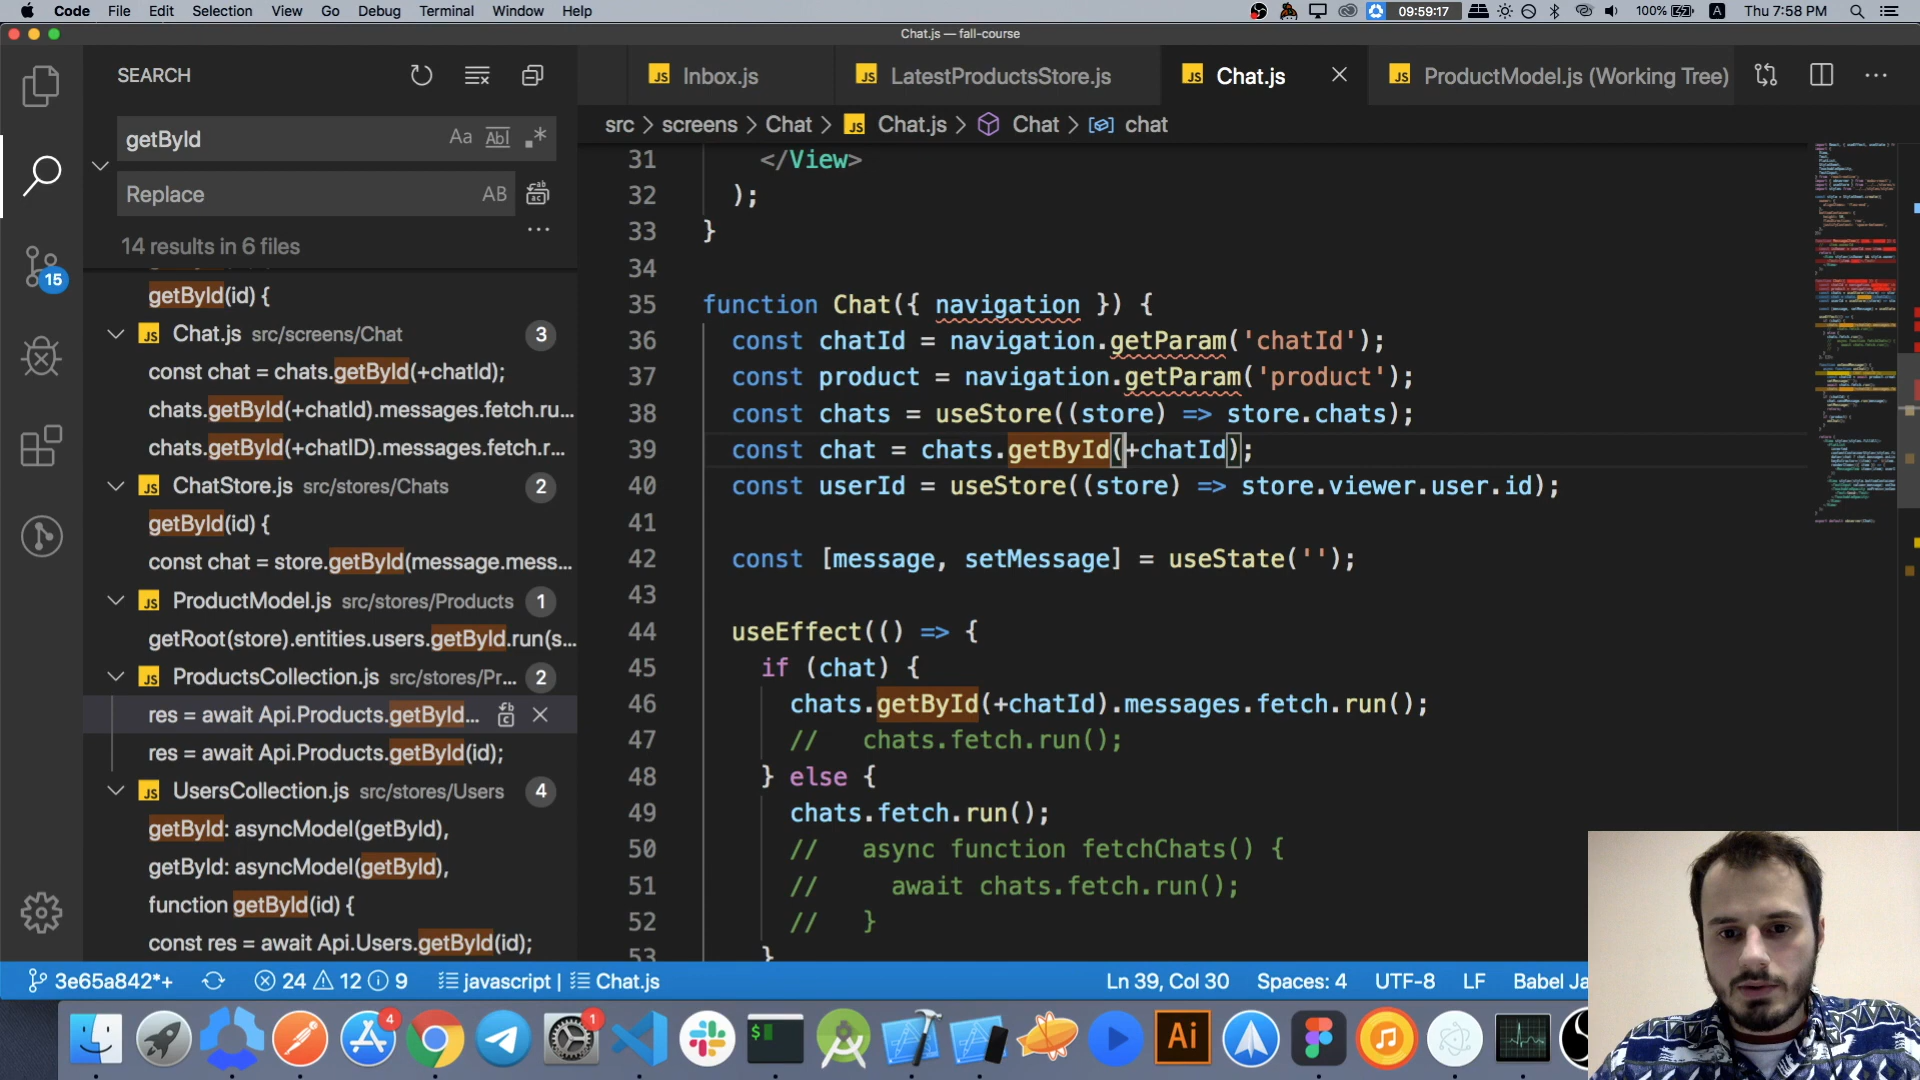 Code File Edit Selection View Go Debug Terminal Window Help
09:59:17 100% A Thu 7:58 PM
Chat.js — fall-course
SEARCH
getById
Aa Abl .*
Replace
AB
14 results in 6 files
getById(id) {
Chat.js src/screens/Chat 3
const chat = chats.getById(+chatId);
chats.getById(+chatId).messages.fetch.ru...
chats.getById(+chatID).messages.fetch.r...
ChatStore.js src/stores/Chats 2
getById(id) {
const chat = store.getById(message.mess...
ProductModel.js src/stores/Products 1
getRoot(store).entities.users.getById.run(s...
ProductsCollection.js src/stores/Pr... 2
res = await Api.Products.getById...
res = await Api.Products.getById(id);
UsersCollection.js src/stores/Users 4
getById: asyncModel(getById),
getById: asyncModel(getById),
function getById(id) {
const res = await Api.Users.getById(id);
15
JS Inbox.js JS LatestProductsStore.js JS Chat.js JS ProductModel.js (Working Tree)
src > screens > Chat > JS Chat.js > Chat > chat
31 </View>
32 );
33 }
34
35 function Chat({ navigation }) {
36 const chatId = navigation.getParam('chatId');
37 const product = navigation.getParam('product');
38 const chats = useStore((store) => store.chats);
39 const chat = chats.getById(+chatId);
40 const userId = useStore((store) => store.viewer.user.id);
41
42 const [message, setMessage] = useState('');
43
44 useEffect(() => {
45 if (chat) {
46 chats.getById(+chatId).messages.fetch.run();
47 // chats.fetch.run();
48 } else {
49 chats.fetch.run();
50 // async function fetchChats() {
51 // await chats.fetch.run();
52 // }
53 }
3e65a842*+ 24 12 9 javascript | Chat.js
Ln 39, Col 30 Spaces: 4 UTF-8 LF Babel Ja
4 1 $ Ai